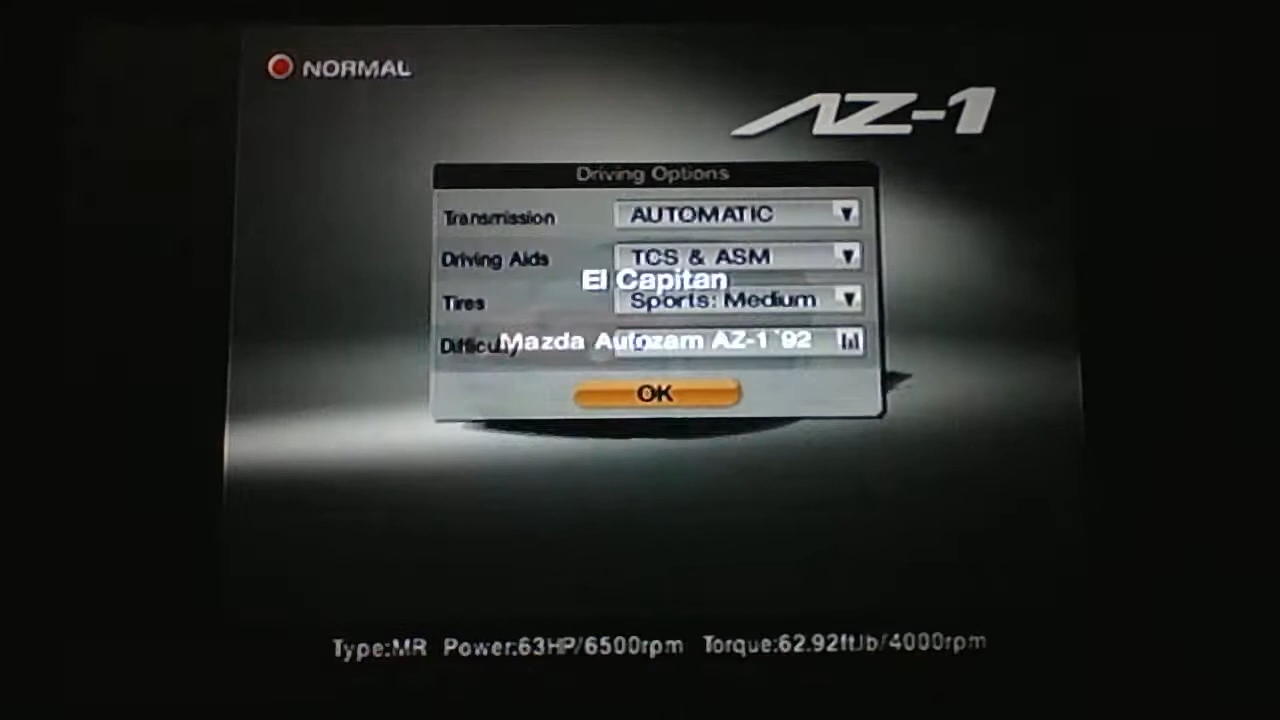 NORMAL
AZ-1
Driving Options
Transmission AUTOMATIC
Driving Aids TCS & ASM
El Capitan
Tires Sports: Medium
Difficulty
Mazda Autozam AZ-1 '92
OK
Type:MR Power:63HP/6500rpm Torque:62.92ftlb/4000rpm